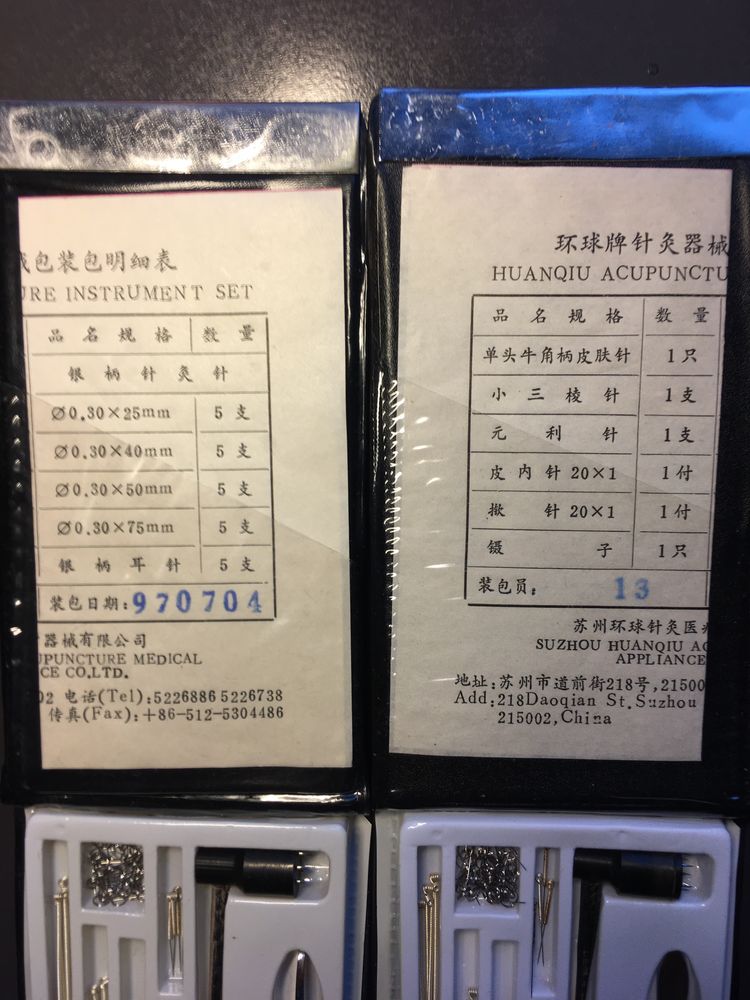 包装包明细表
URE INSTRUMENT SET
品名规格 数量
银柄针灸针
Ø0.30×25mm 5支
Ø0.30×40mm 5支
Ø0.30×50mm 5支
Ø0.30×75mm 5支
银柄耳针 5支
装包日期:970704
器械有限公司
UPUNCTURE MEDICAL
CE CO.LTD.
02 电话(Tel):5226886 5226738
传真(Fax):+86-512-5304486
环球牌针灸器械
HUANQIU ACUPUNCTU
品名规格 数量
单头牛角柄皮肤针 1只
小三棱针 1支
元利针 1支
皮内针20×1 1付
揿针20×1 1付
镊子 1只
装包员: 13
苏州环球针灸医
SUZHOU HUANQIU AC
APPLIANCE
地址:苏州市道前街218号,21500
Add:218Daoqian St.Suzhou
215002,China